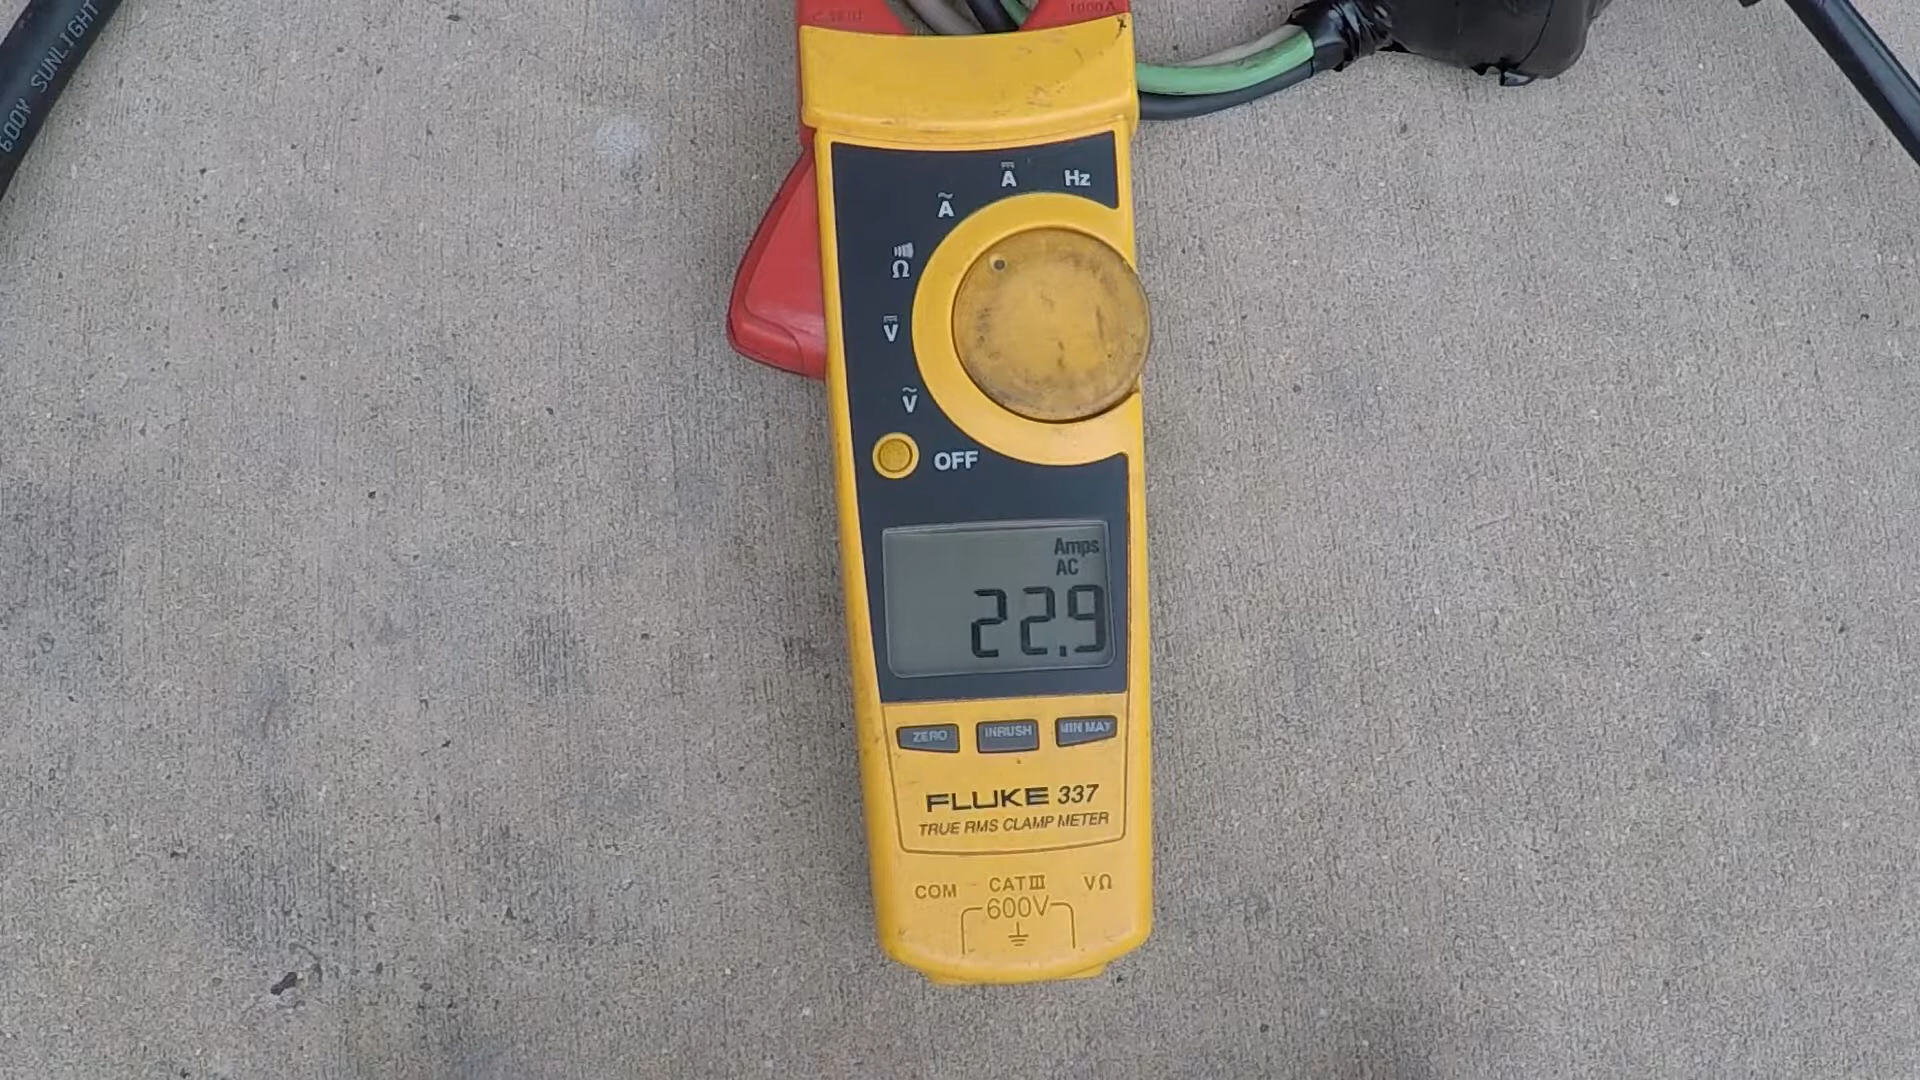 600V SUNLIGHT
1000A
A
Hz
A
Ω
V
V
OFF
Amps
AC
22.9
ZERO
INRUSH
MIN MAX
FLUKE 337
TRUE RMS CLAMP METER
COM
CAT III
VΩ
600V